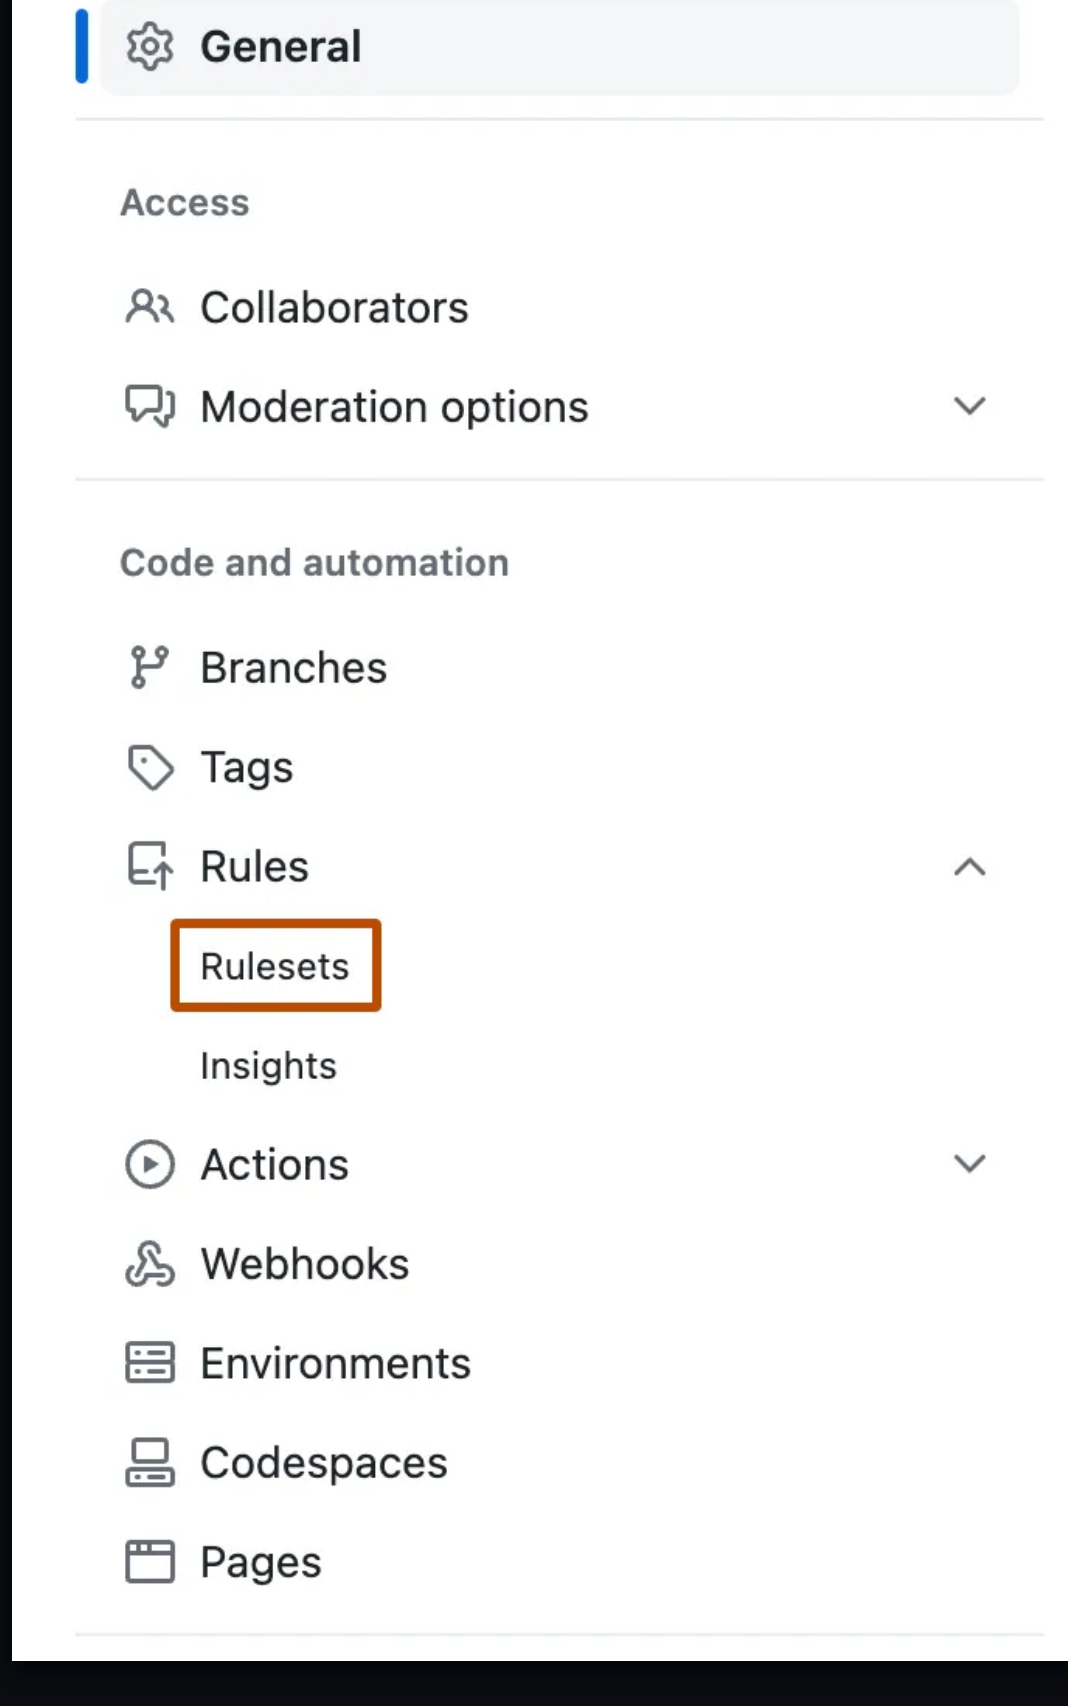 General
Access
Collaborators
Moderation options
Code and automation
Branches
Tags
Rules
Rulesets
Insights
Actions
Webhooks
Environments
Codespaces
Pages